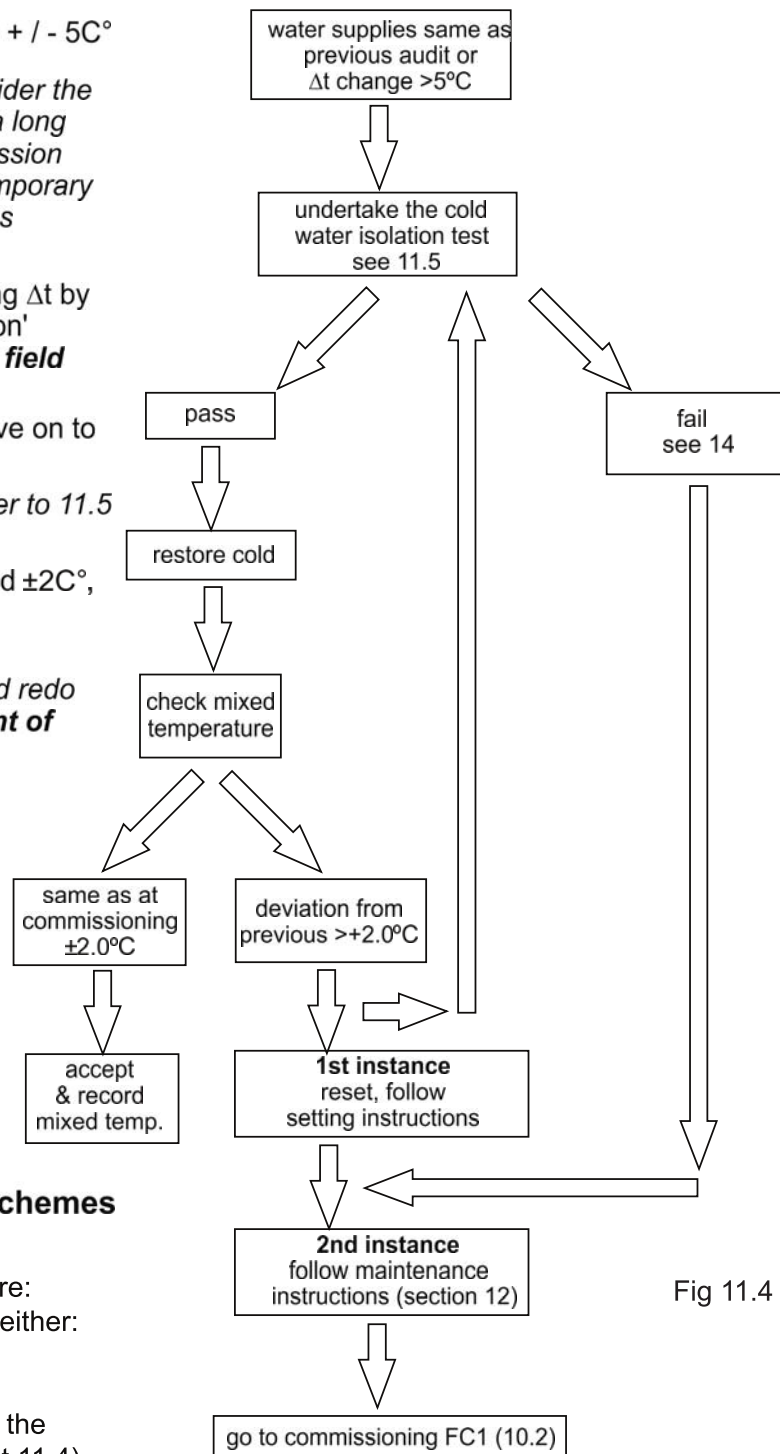 + / - 5C°
ider the
a long
ssion
mporary
s
ng Δt by
on'
field
ve on to
er to 11.5
d ±2C°,
d redo
nt of
chemes
re:
either:
the
t 11.4)
water supplies same as
previous audit or
Δt change >5ºC
undertake the cold
water isolation test
see 11.5
pass
fail
see 14
restore cold
check mixed
temperature
same as at
commissioning
±2.0ºC
deviation from
previous >+2.0ºC
accept
& record
mixed temp.
1st instance
reset, follow
setting instructions
2nd instance
follow maintenance
instructions (section 12)
Fig 11.4
go to commissioning FC1 (10.2)